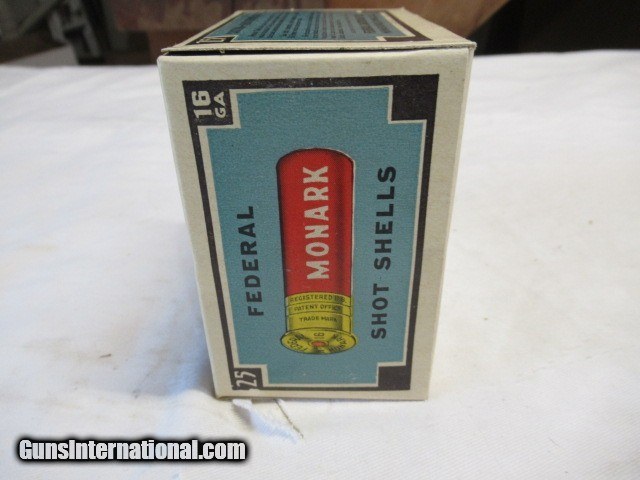 16
GA
FEDERAL
MONARK
REGISTERED
PATENT OFFICE
TRADE MARK
SHOT SHELLS
25
GunsInternational.com